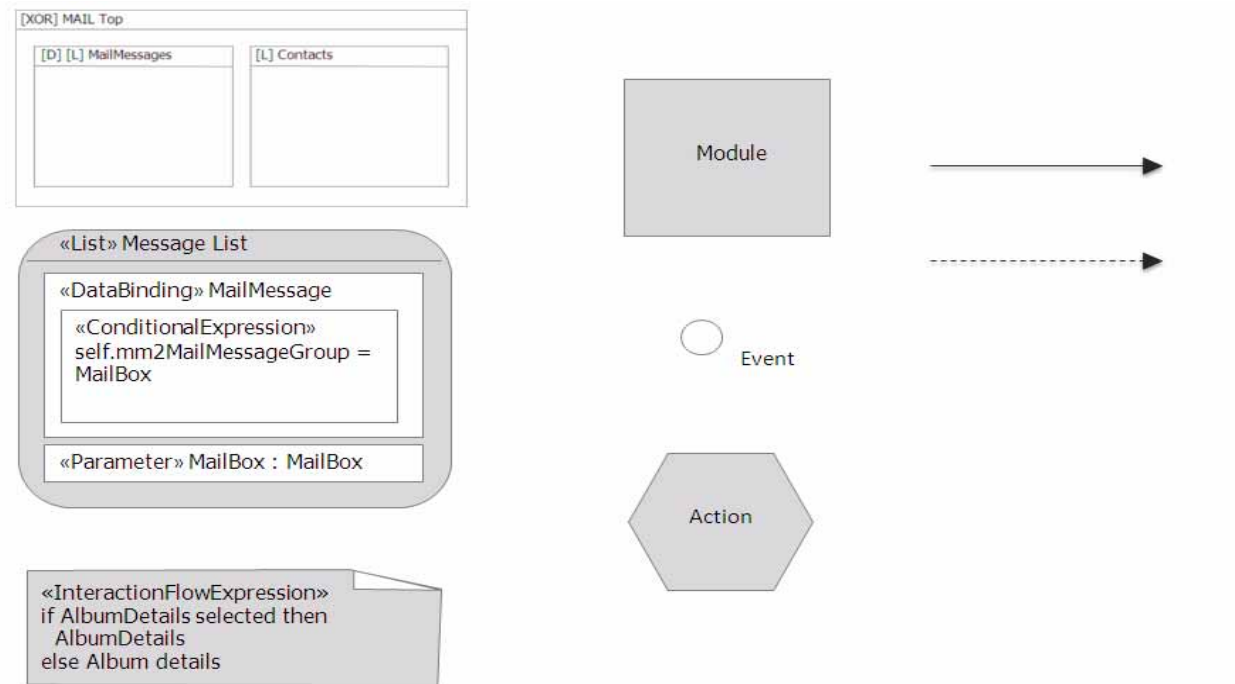 [XOR] MAIL Top
[D] [L] MailMessages
[L] Contacts
«List» Message List
«DataBinding» MailMessage
«ConditionalExpression»
self.mm2MailMessageGroup =
MailBox
«Parameter» MailBox : MailBox
«InteractionFlowExpression»
if AlbumDetails selected then
AlbumDetails
else Album details
Module
Event
Action